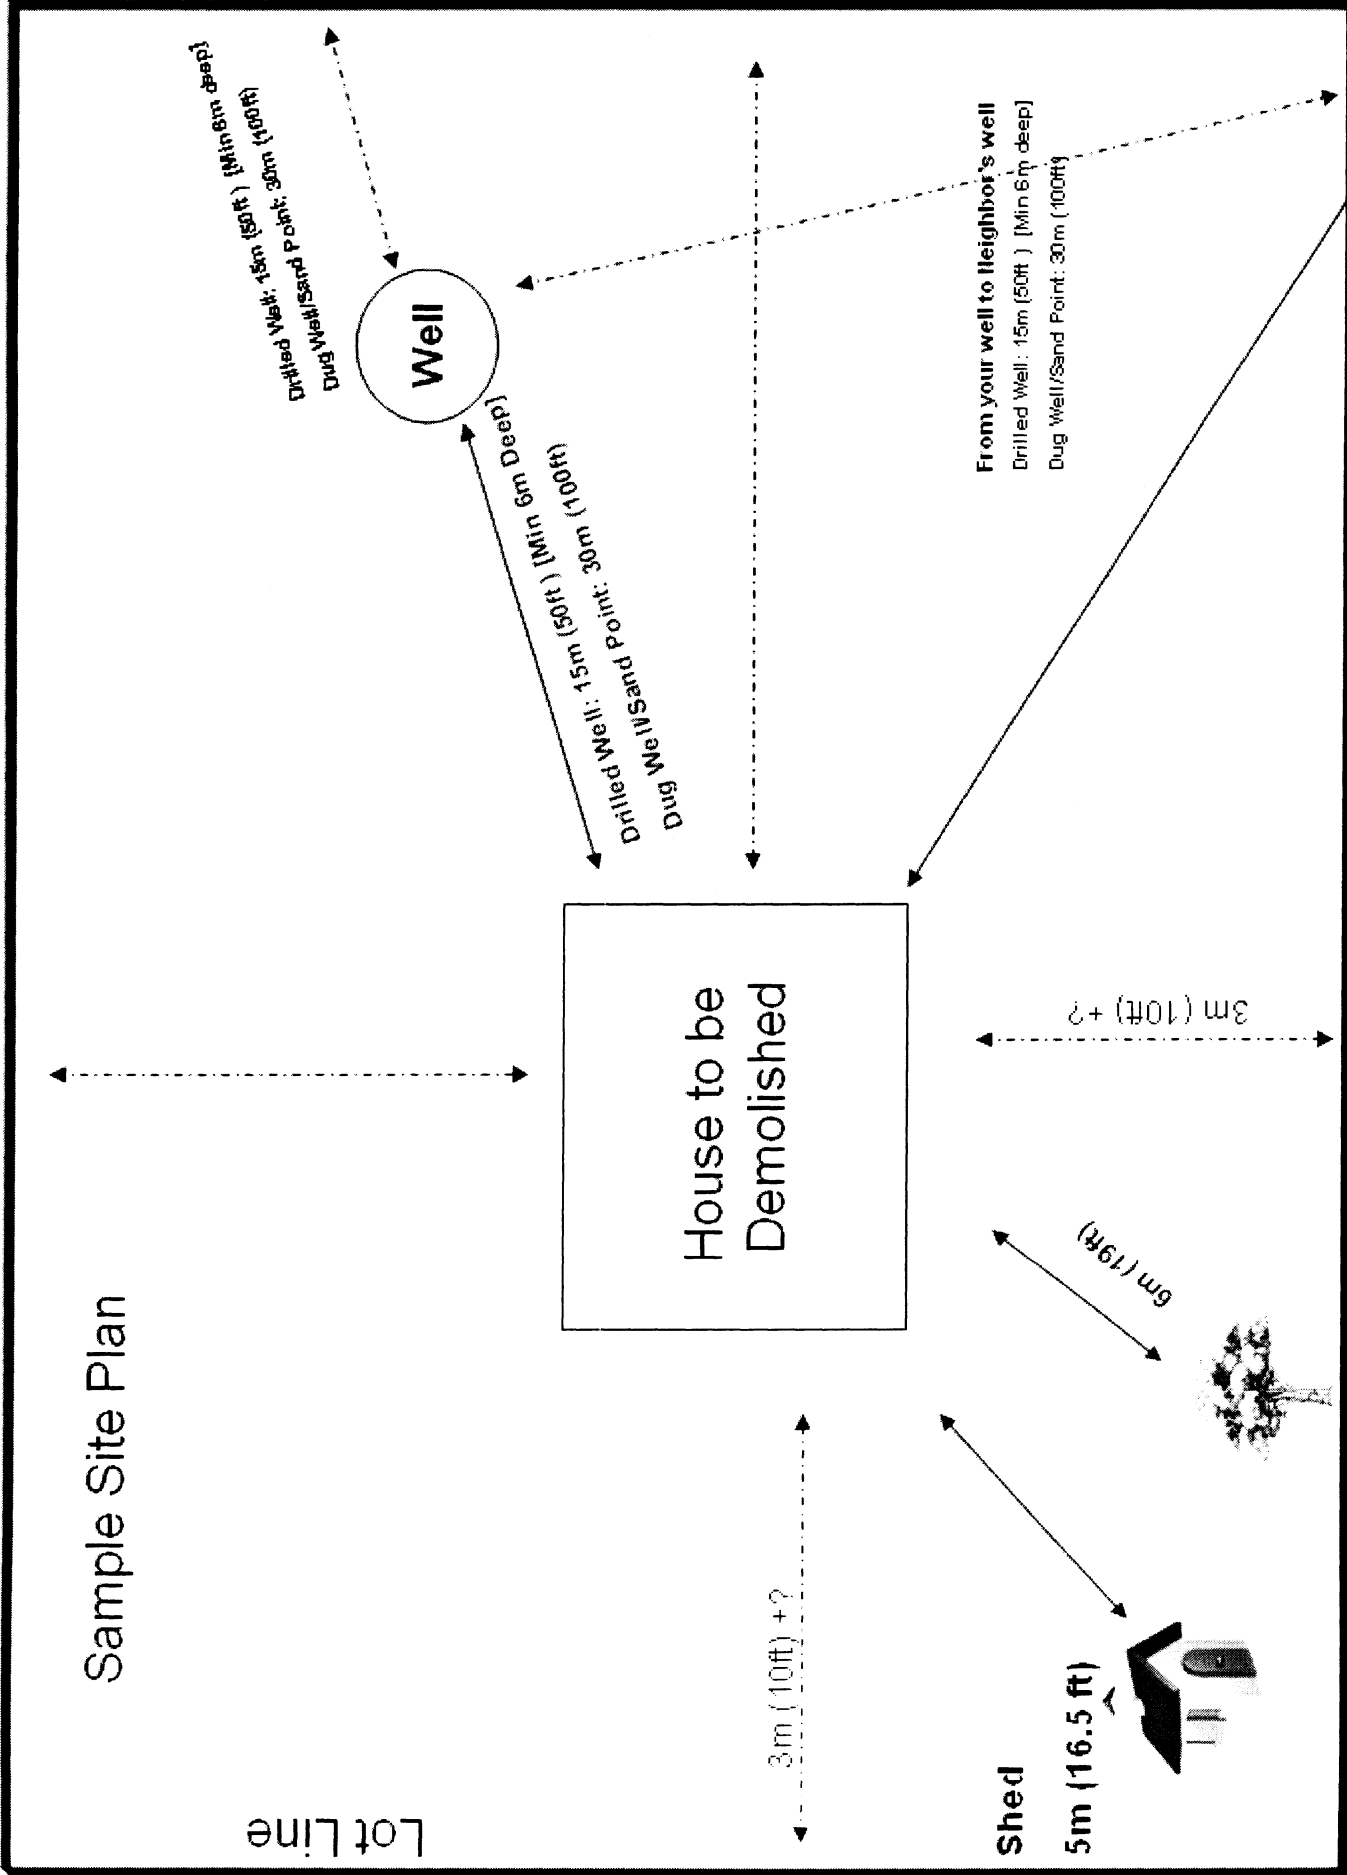 Sample Site Plan
Lot Line
Drilled Well: 15m (50ft ) [Min6m deep]
Dug Well/Sand Point: 30m (100ft)
Well
Drilled Well: 15m (50ft ) [Min 6m Deep]
Dug Well/Sand Point: 30m (100ft)
House to be
Demolished
3m (10ft) +?
From your well to Neighbor's well
Drilled Well: 15m (50ft ) [Min 6m deep]
Dug Well/Sand Point: 30m (100ft)
Shed
5m (16.5 ft)
6m (19ft)
3m (10ft) +?